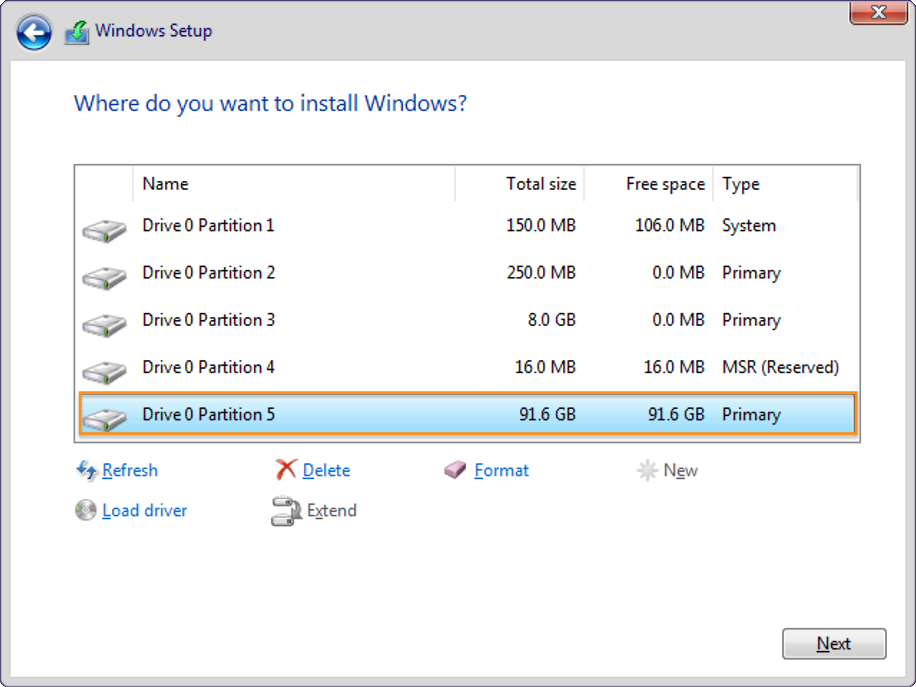 Windows Setup
Where do you want to install Windows?
Name Total size Free space Type
Drive 0 Partition 1 150.0 MB 106.0 MB System
Drive 0 Partition 2 250.0 MB 0.0 MB Primary
Drive 0 Partition 3 8.0 GB 0.0 MB Primary
Drive 0 Partition 4 16.0 MB 16.0 MB MSR (Reserved)
Drive 0 Partition 5 91.6 GB 91.6 GB Primary
Refresh Delete Format New
Load driver Extend
Next